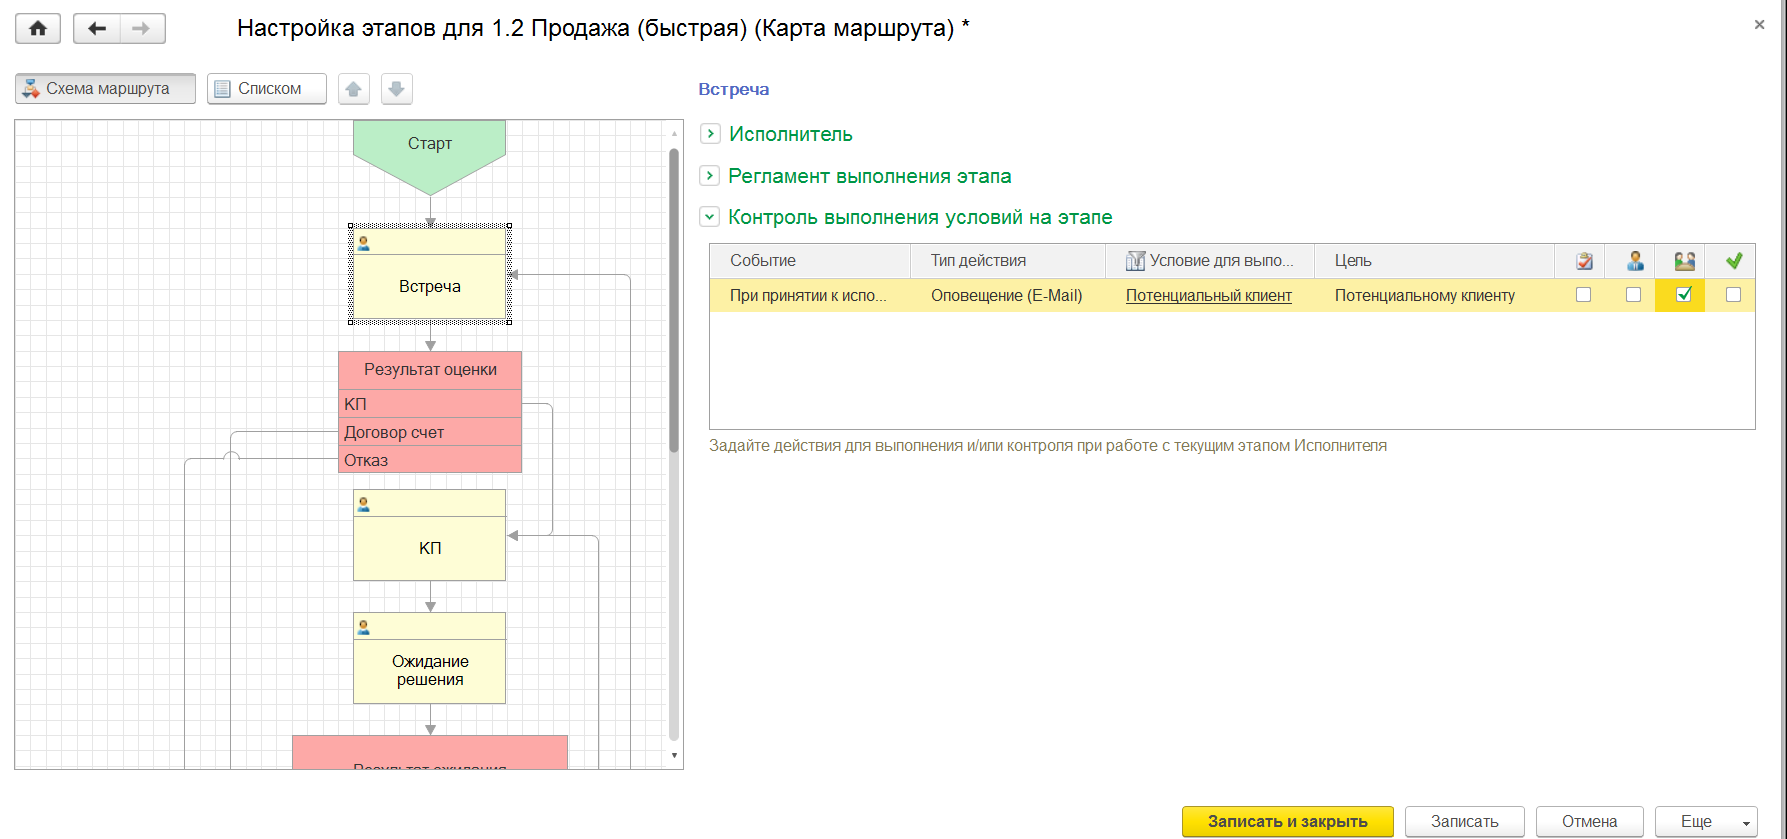 Настройка этапов для 1.2 Продажа (быстрая) (Карта маршрута) *
Схема маршрута
Списком
Старт
Встреча
Результат оценки
КП
Договор счет
Отказ
КП
Ожидание
решения
Результат ожидания
Встреча
Исполнитель
Регламент выполнения этапа
Контроль выполнения условий на этапе
Событие Тип действия Условие для выпо... Цель
При принятии к испо... Оповещение (E-Mail) Потенциальный клиент Потенциальному клиенту
Задайте действия для выполнения и/или контроля при работе с текущим этапом Исполнителя
Записать и закрыть Записать Отмена Еще